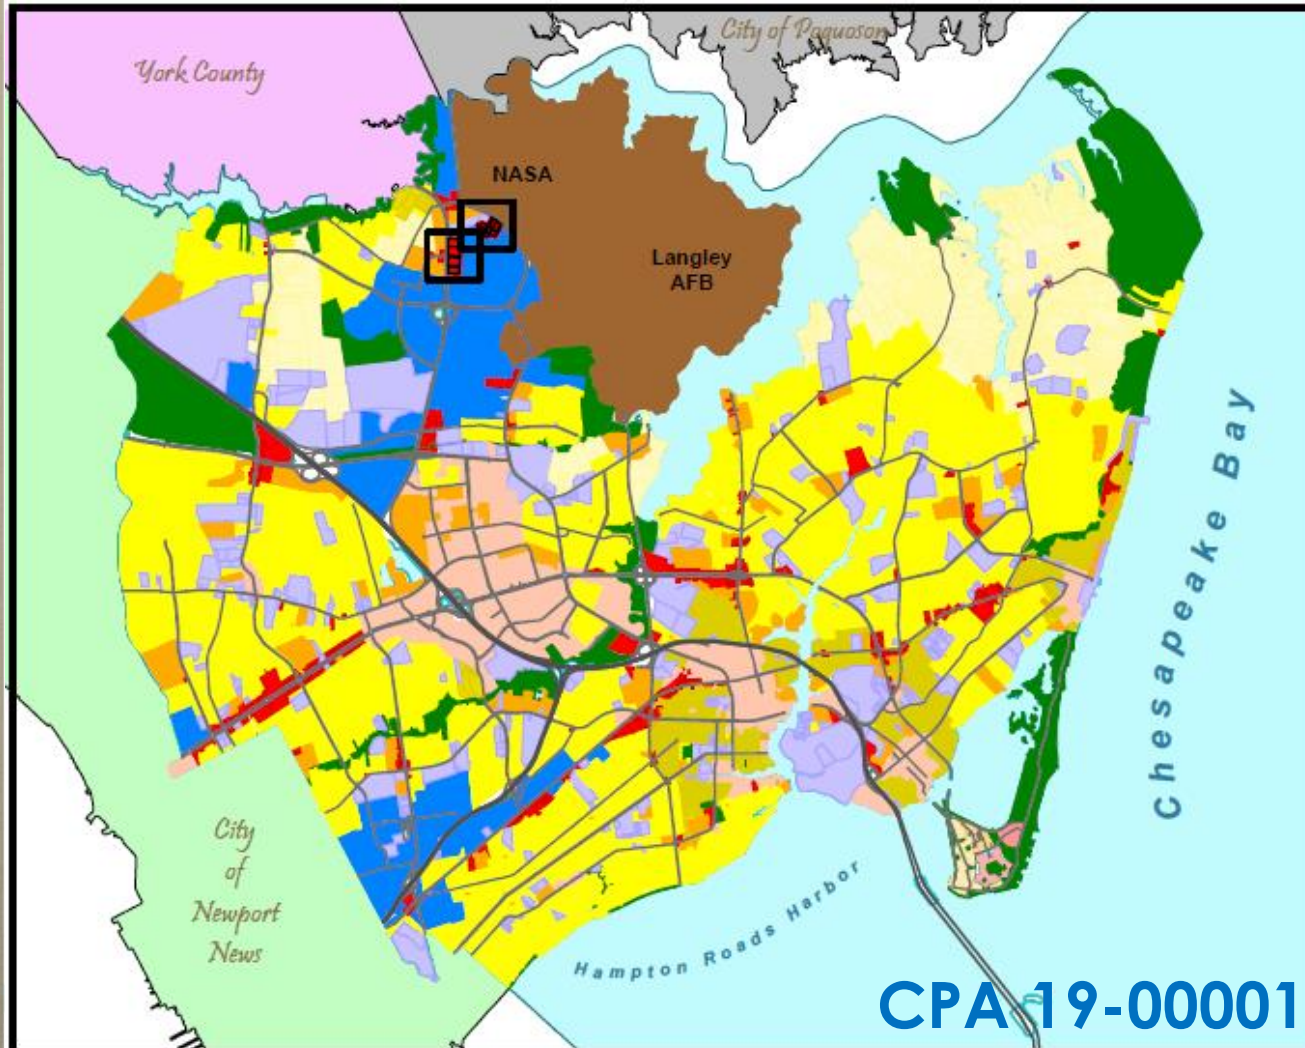 City of Poquoson
York County
NASA
Langley
AFB
Chesapeake Bay
City
of
Newport
News
Hampton Roads Harbor
CPA 19-00001